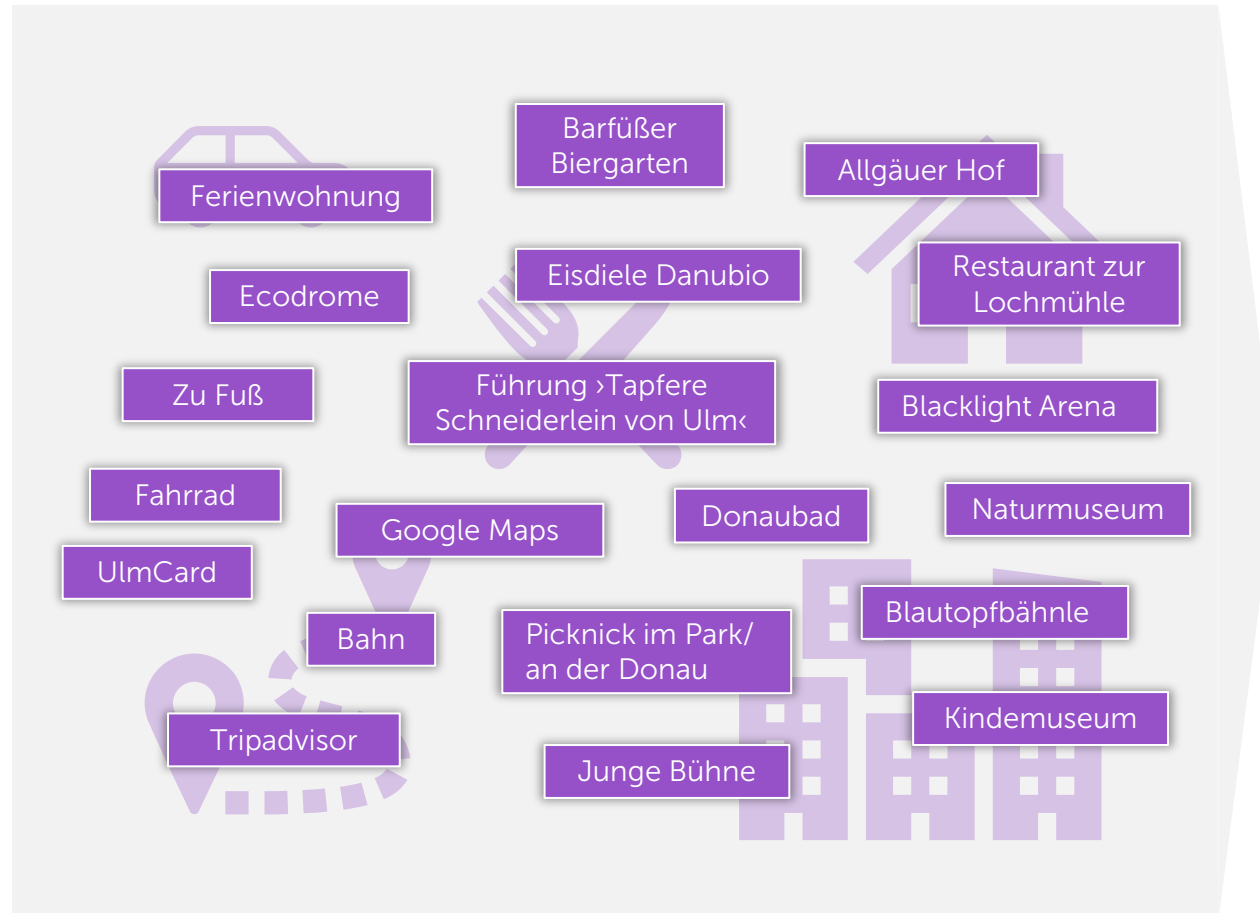 Barfüßer
Biergarten
Allgäuer Hof
Ferienwohnung
Eisdiele Danubio
Restaurant zur
Lochmühle
Ecodrome
Zu Fuß
Führung ›Tapfere
Schneiderlein von Ulm‹
Blacklight Arena
Fahrrad
Google Maps
Donaubad
Naturmuseum
UlmCard
Bahn
Picknick im Park/
an der Donau
Blautopfbähnle
Tripadvisor
Junge Bühne
Kindemuseum